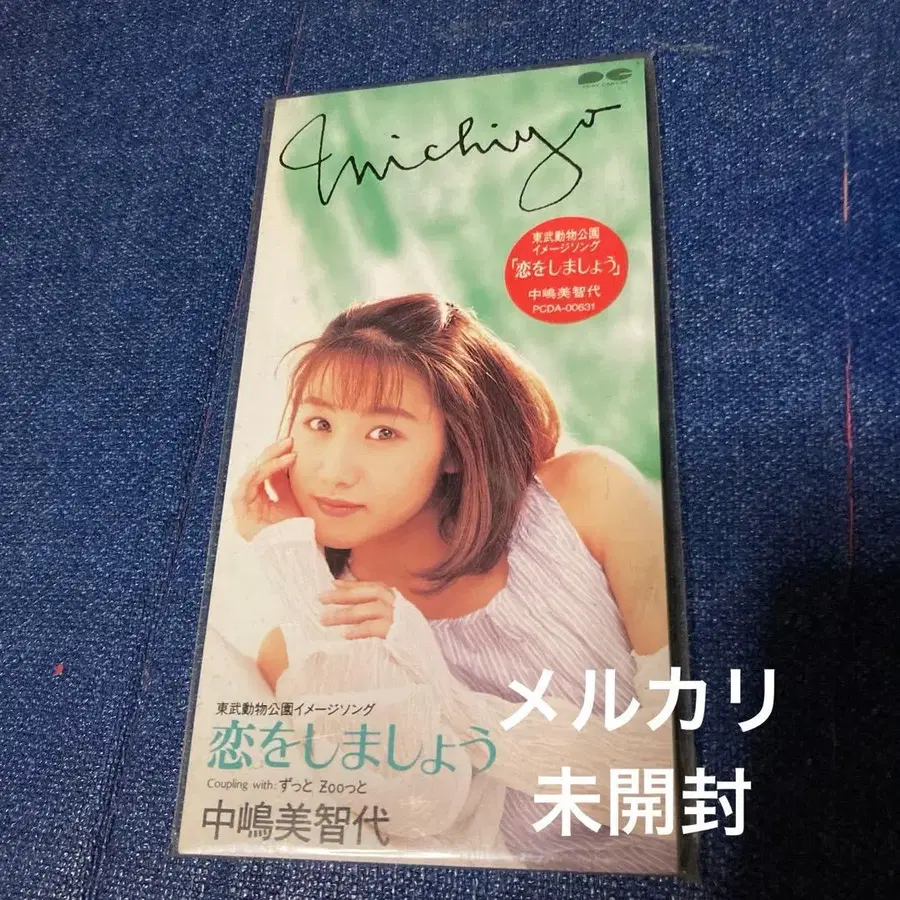 Michiyo
東武動物公園
イメージソング
「恋をしましょう」
中嶋美智代
PCDA-00631
東武動物公園イメージソング
恋をしましょう
Coupling with: ずっと Zooっと
中嶋美智代
メルカリ
未開封